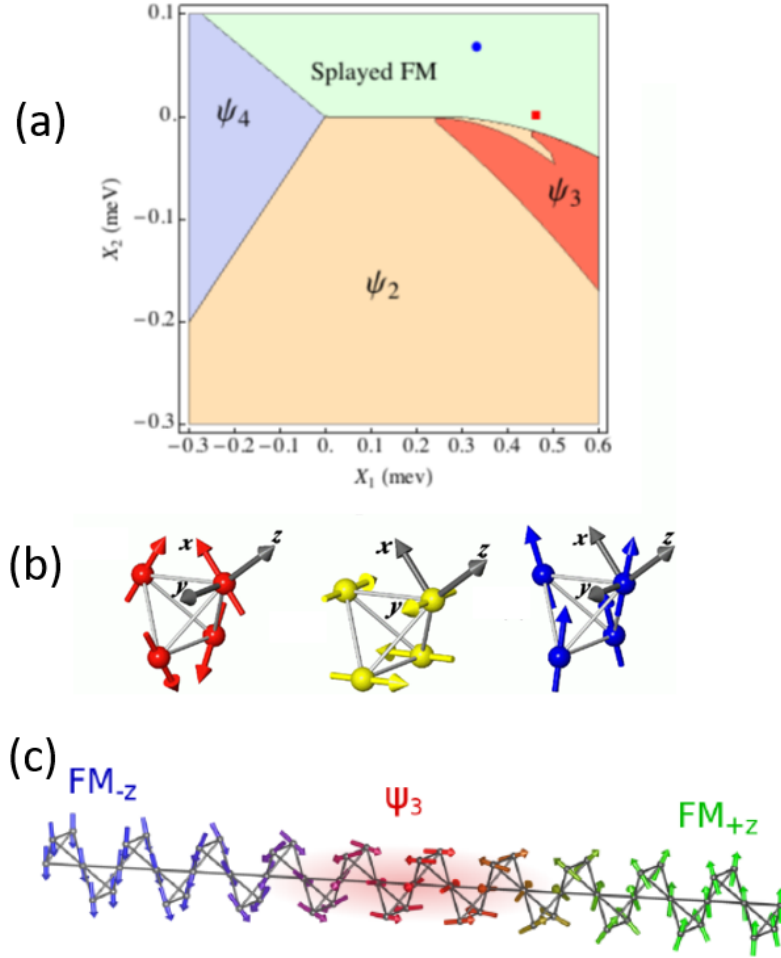 (a)
0.1
0.
−0.1
−0.2
−0.3
X₂ (meV)
Splayed FM
ψ₄
ψ₃
ψ₂
−0.3 −0.2 −0.1 0. 0.1 0.2 0.3 0.4 0.5 0.6
X₁ (mev)
(b)
x z y
x z y
x z y
(c)
FM-z
ψ₃
FM+z